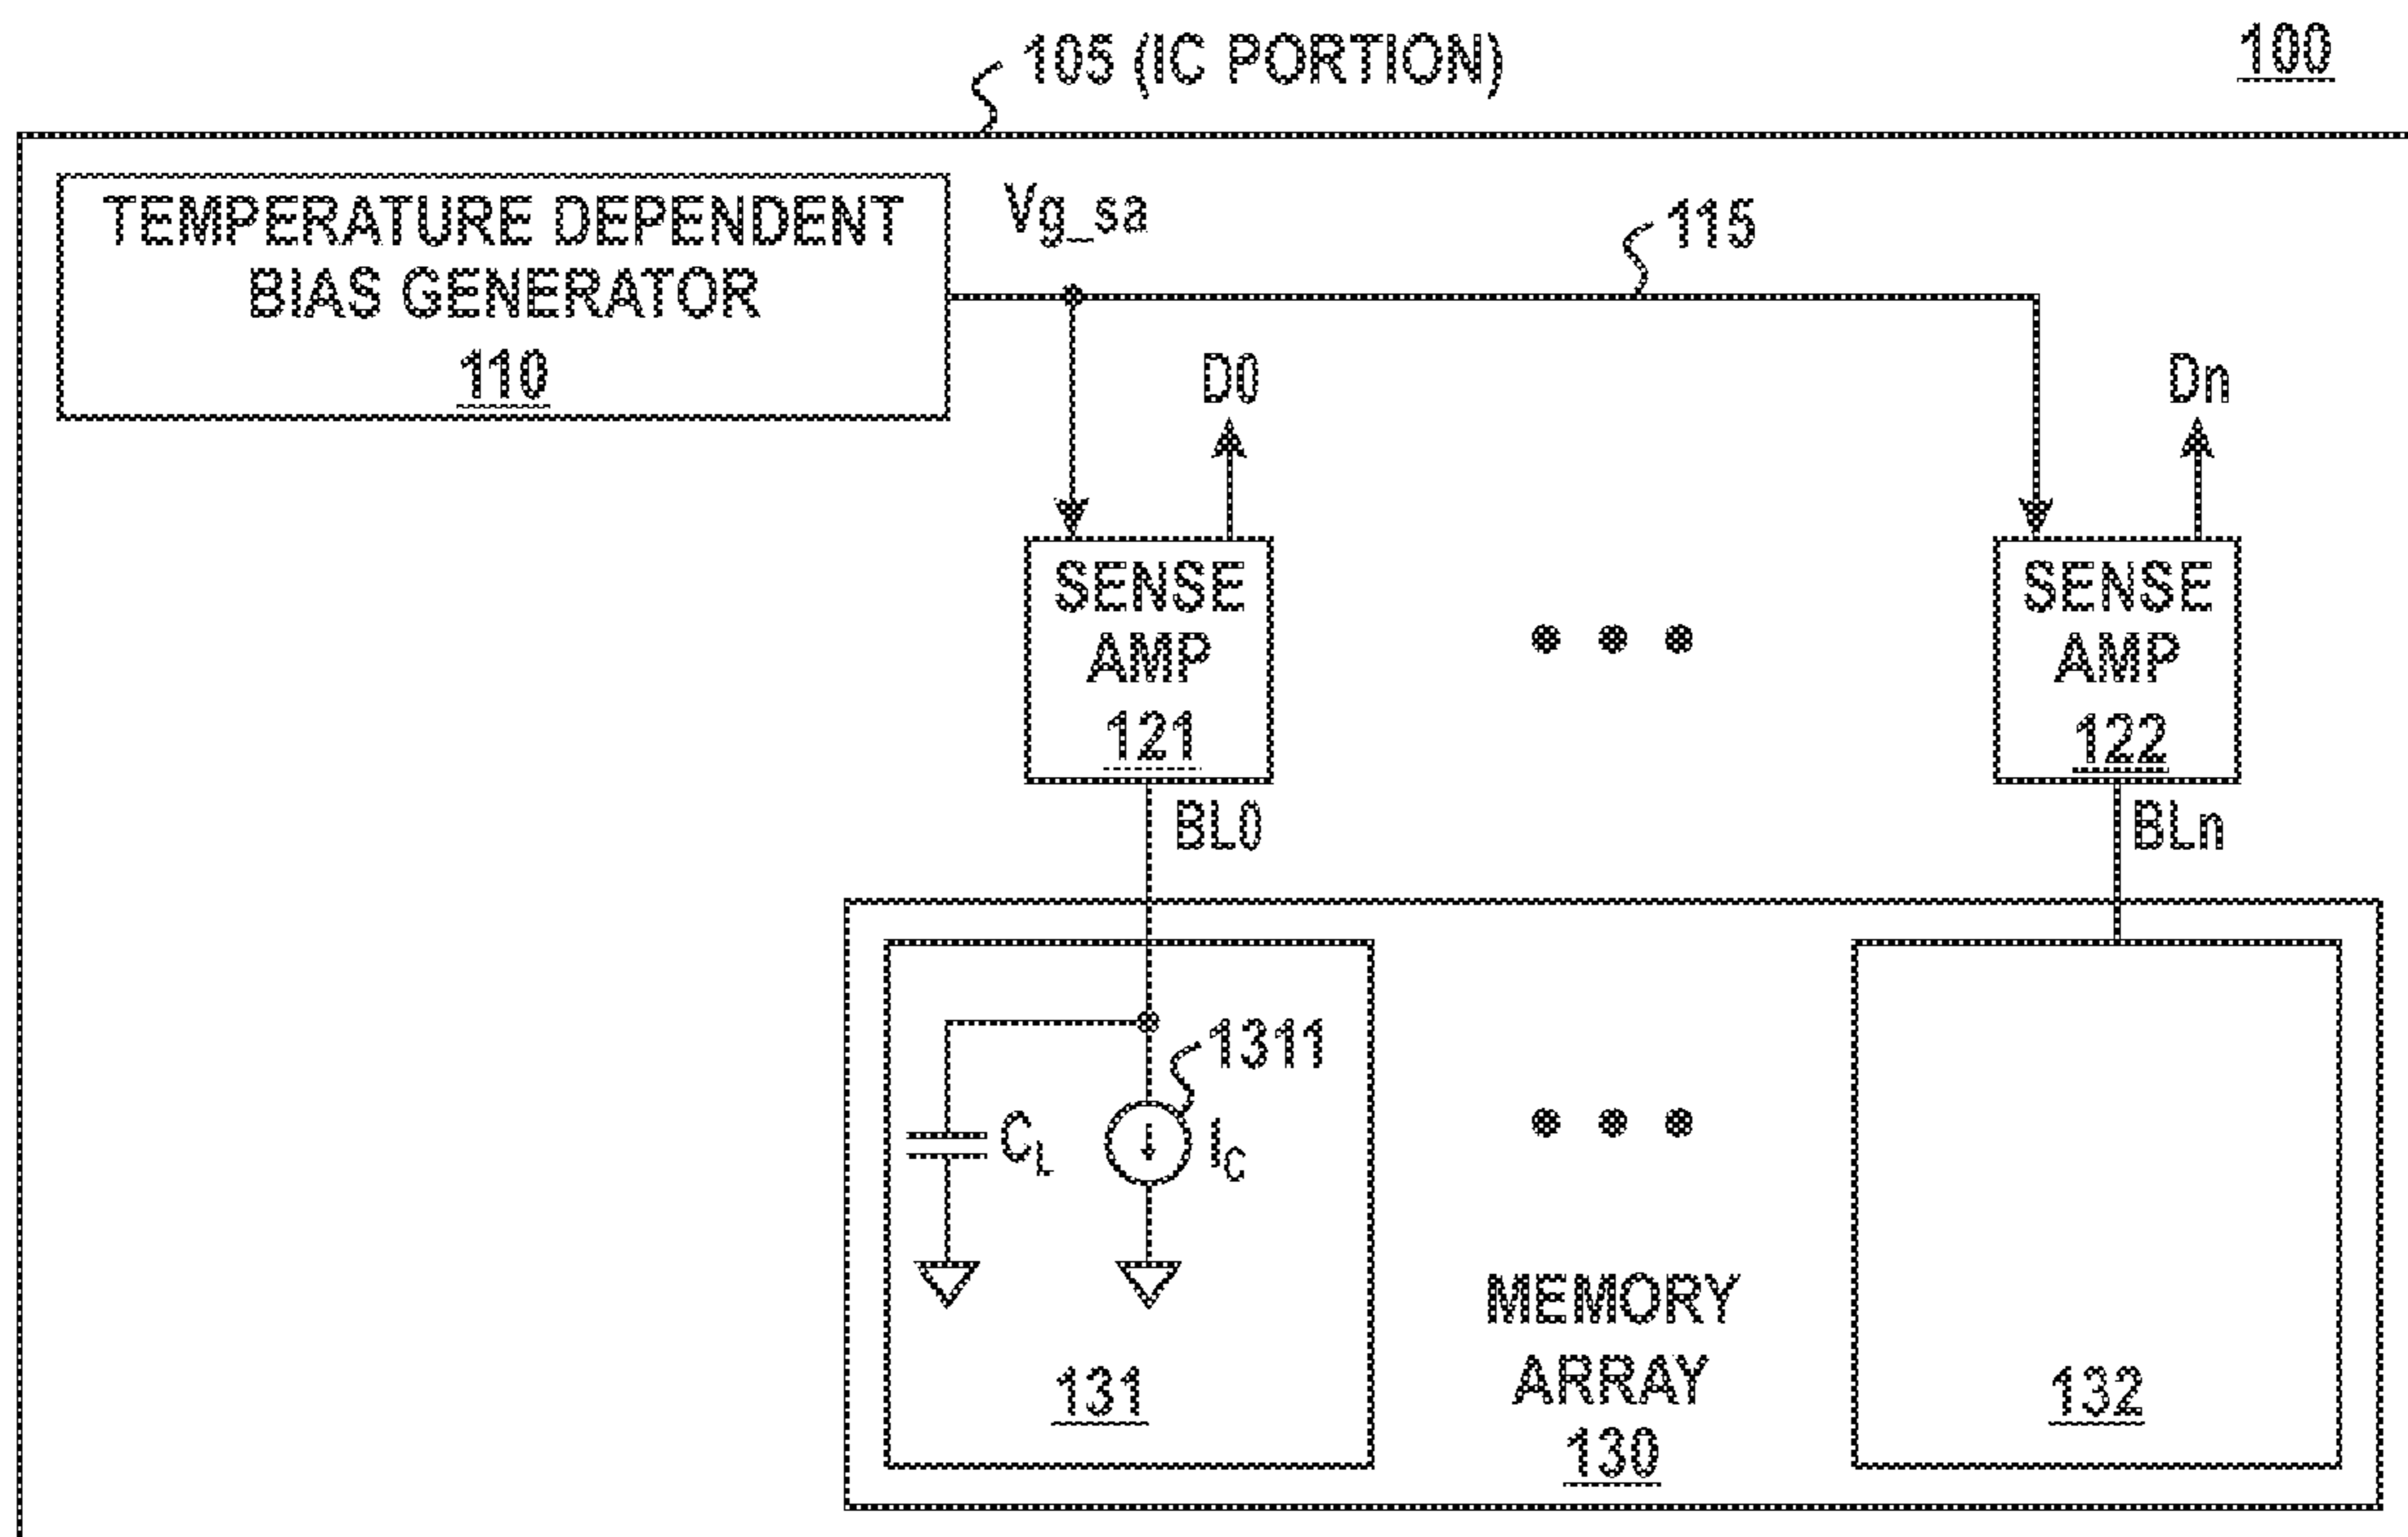 105 (IC PORTION)
100
TEMPERATURE DEPENDENT
BIAS GENERATOR
110
Vg_sa
115
D0
Dn
SENSE
AMP
121
SENSE
AMP
122
BL0
BLn
1311
CL
IC
MEMORY
ARRAY
130
131
132